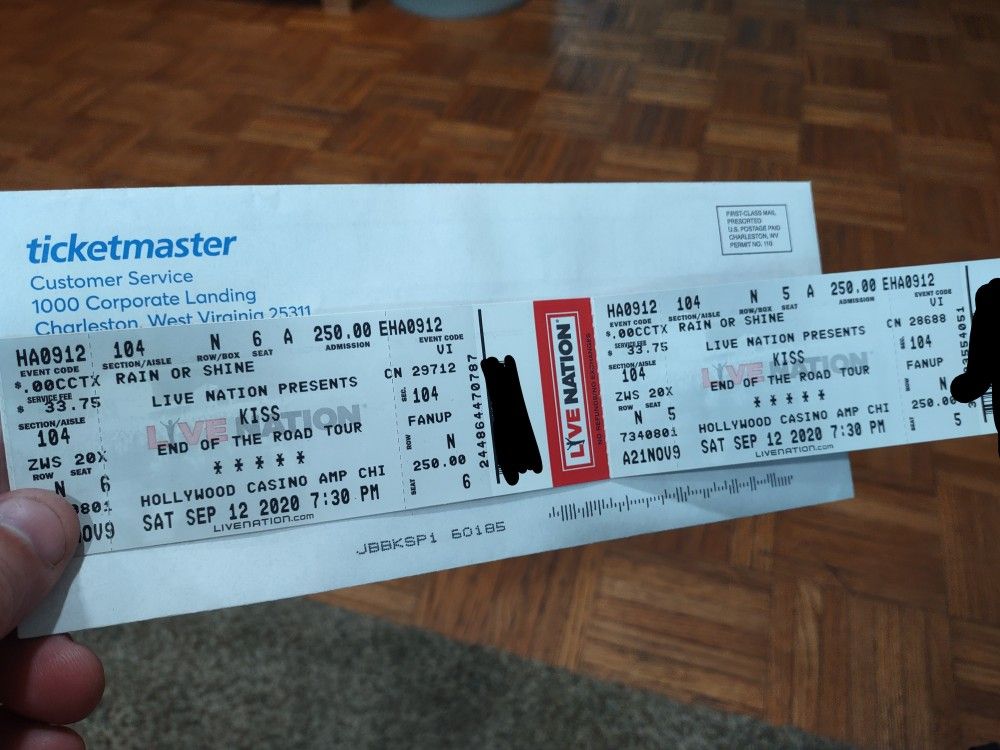 ticketmaster
Customer Service
1000 Corporate Landing
Charleston, West Virginia 25311
FIRST-CLASS MAIL
PRESORTED
U.S. POSTAGE PAID
CHARLESTON, WV
PERMIT NO. 110
HA0912 104 N 6 A 250.00 EHA0912
EVENT CODE SECTION/AISLE ROW/BOX SEAT ADMISSION EVENT CODE
$.00CCTX RAIN OR SHINE VI
SERVICE FEE
$ 33.75 LIVE NATION PRESENTS CN 29712
SECTION/AISLE KISS SEC. 104
104 END OF THE ROAD TOUR FANUP
ZWS 20X * * * * * ROW N
ROW SEAT
N 6 HOLLYWOOD CASINO AMP CHI 250.00
SAT SEP 12 2020 7:30 PM 6
LIVENATION.com
LIVE NATION
244864470787
LIVE NATION
NO REFUNDS/NO EXCHANGES
HA0912 104 N 5 A 250.00 EHA0912
EVENT CODE SECTION/AISLE ROW/BOX SEAT ADMISSION EVENT CODE
$.00CCTX RAIN OR SHINE VI
SERVICE FEE
$ 33.75 LIVE NATION PRESENTS CN 28688
SECTION/AISLE KISS 104
104 END OF THE ROAD TOUR FANUP
ZWS 20X * * * * * N
ROW SEAT
N 5 HOLLYWOOD CASINO AMP CHI 250.00
734080i SAT SEP 12 2020 7:30 PM 5
A21NOV9 LIVENATION.com
LIVE NATION
JBBKSP1 60185